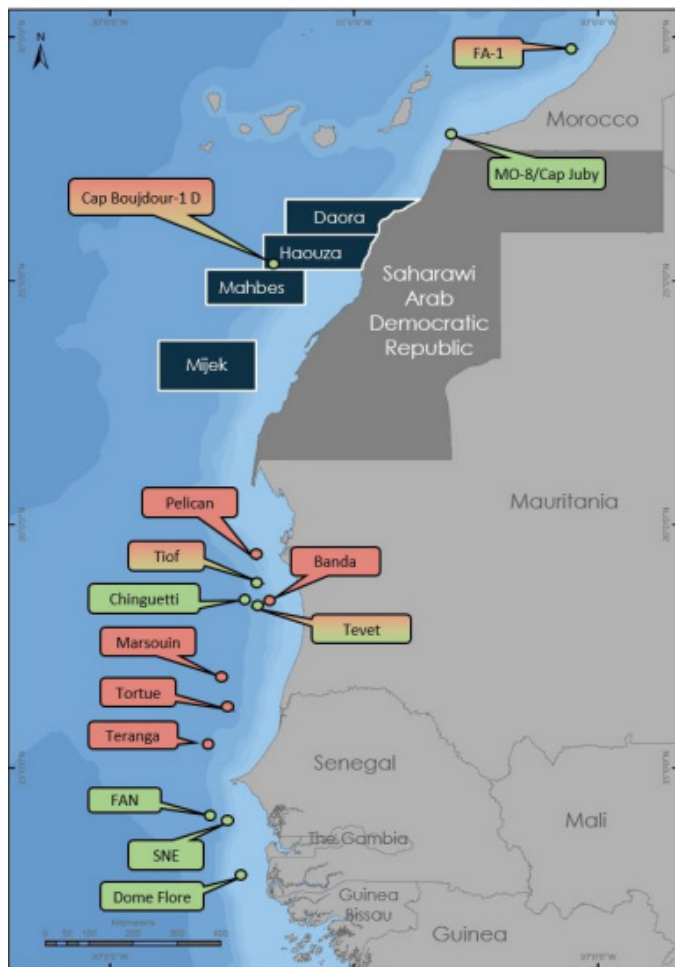 N
FA-1
Morocco
MO-8/Cap Juby
Cap Boujdour-1 D
Daora
Haouza
Mahbes
Saharawi
Arab
Democratic
Republic
Mijek
Mauritania
Pelican
Tiof
Banda
Chinguetti
Tevet
Marsouin
Tortue
Teranga
Senegal
FAN
The Gambia
Mali
SNE
Dome Flore
Guinea
Bissau
Guinea
Kilometers
0 50 100 200 300 400